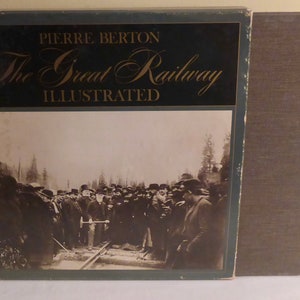 PIERRE BERTON
The Great Railway
ILLUSTRATED